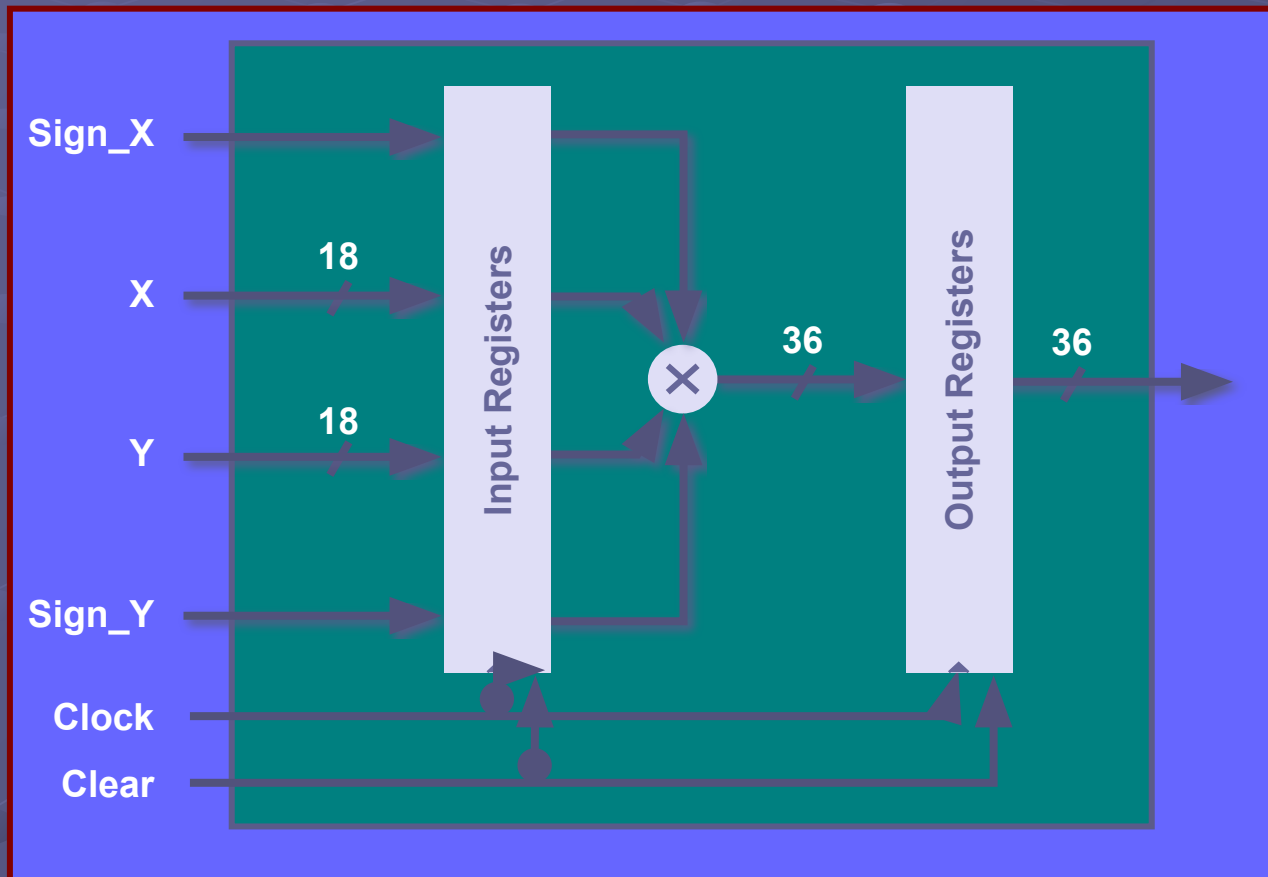 Sign_X
18
X
18
Y
Sign_Y
Clock
Clear
Input Registers
×
36
Output Registers
36